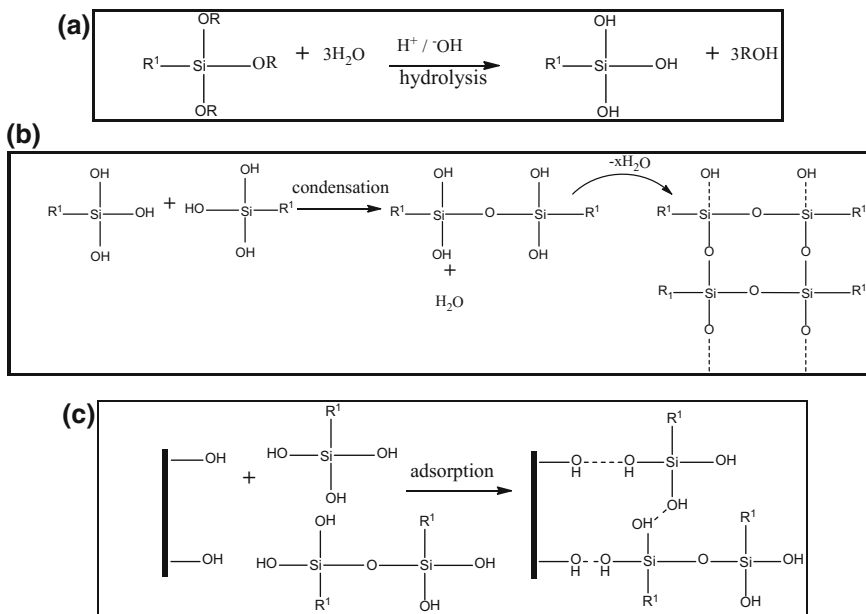 (a)
OR
R¹ Si OR + 3H₂O H⁺ / ⁻OH hydrolysis R¹ Si OH + 3ROH
OR
OH
OH
(b)
OH OH OH OH -xH₂O OH OH
R¹ Si OH + HO Si R¹ condensation R¹ Si O Si R¹ R¹ Si O Si R¹
OH OH OH OH O O
+ R₁ Si O Si R¹
H₂O O O
(c)
R¹ R¹
OH + HO Si OH adsorption O H HO H Si OH
OH OH
OH R¹ OH R¹
OH HO Si O Si OH O H O H Si O Si OH
R¹ OH R¹ OH